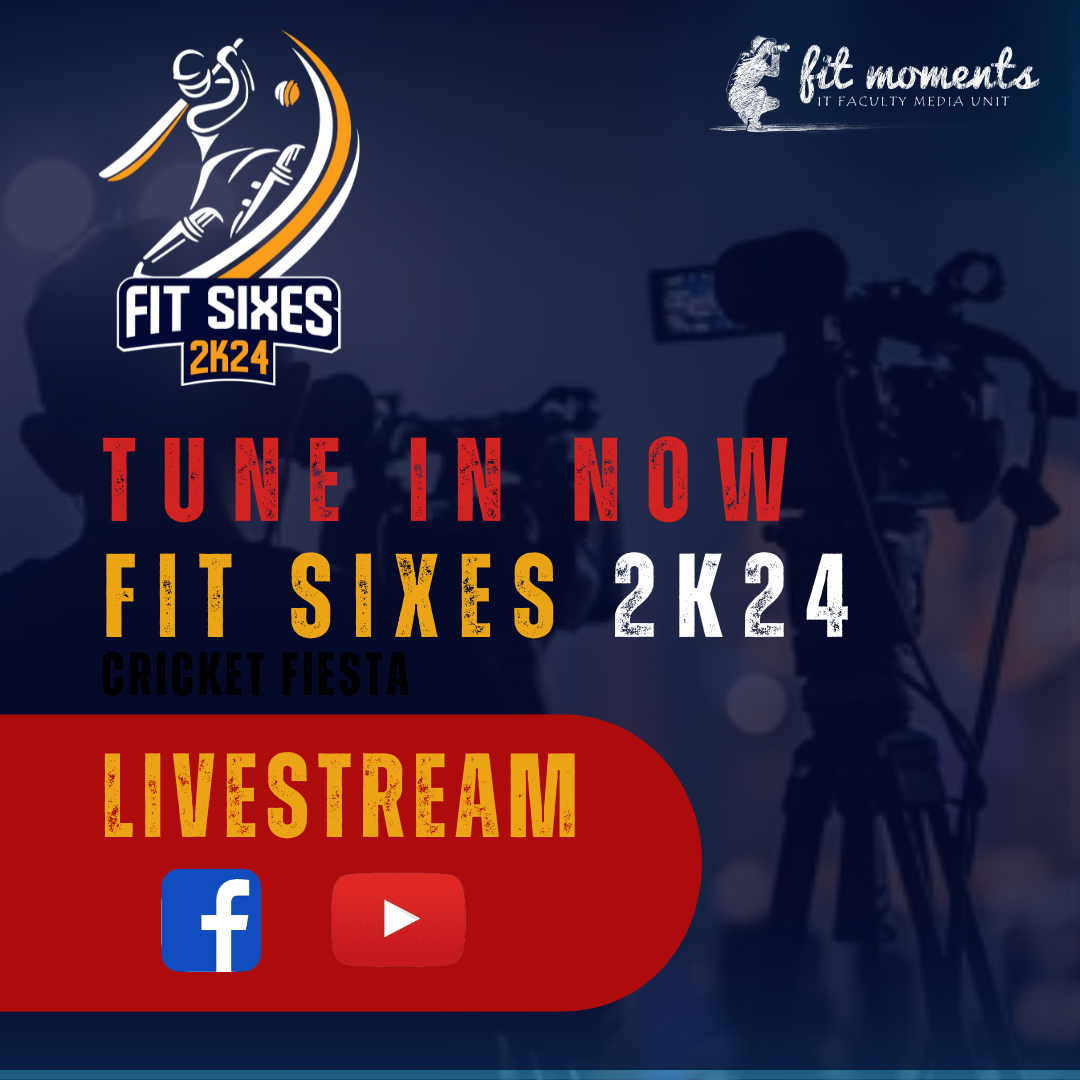 FIT SIXES
2K24
fit moments
IT FACULTY MEDIA UNIT
TUNE IN NOW
FIT SIXES 2K24
CRICKET FIESTA
LIVESTREAM